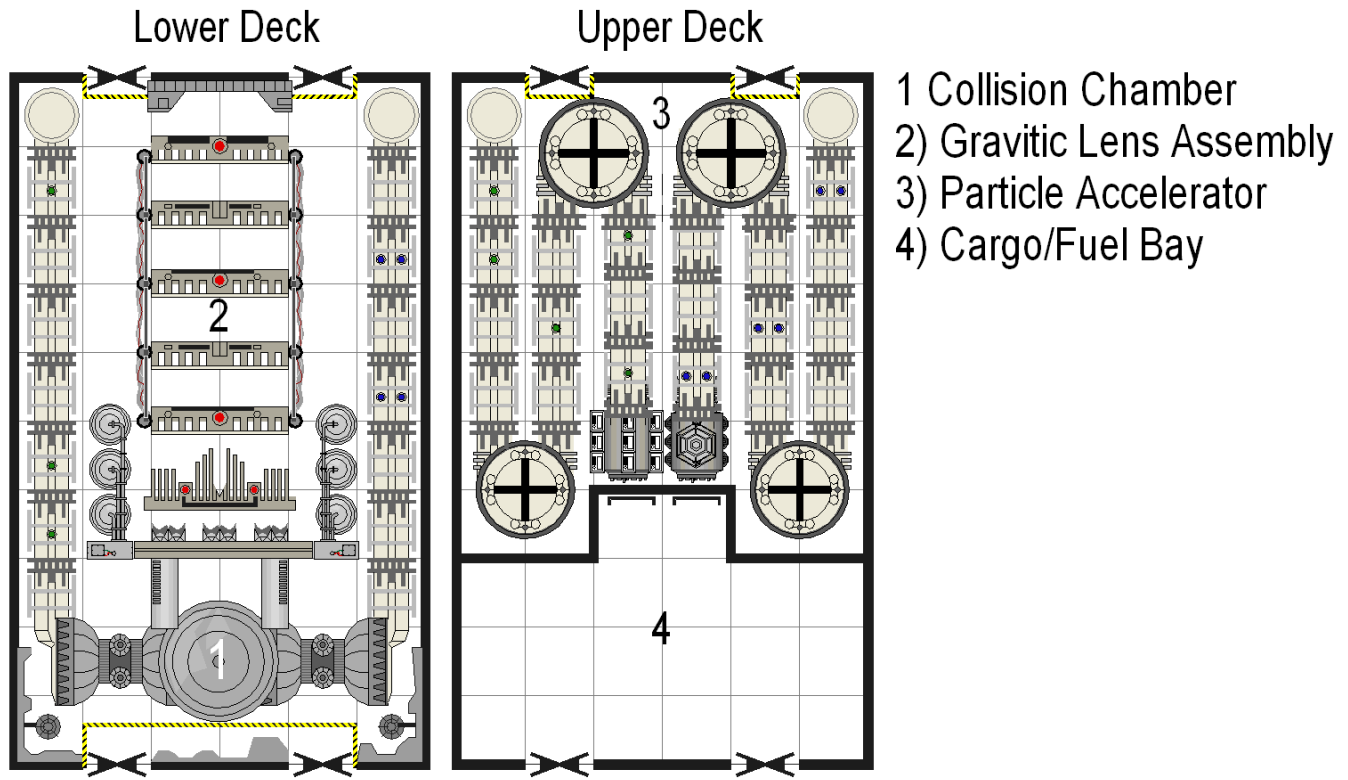 Lower Deck
Upper Deck
1 Collision Chamber
2) Gravitic Lens Assembly
3) Particle Accelerator
4) Cargo/Fuel Bay
3
2
4
1